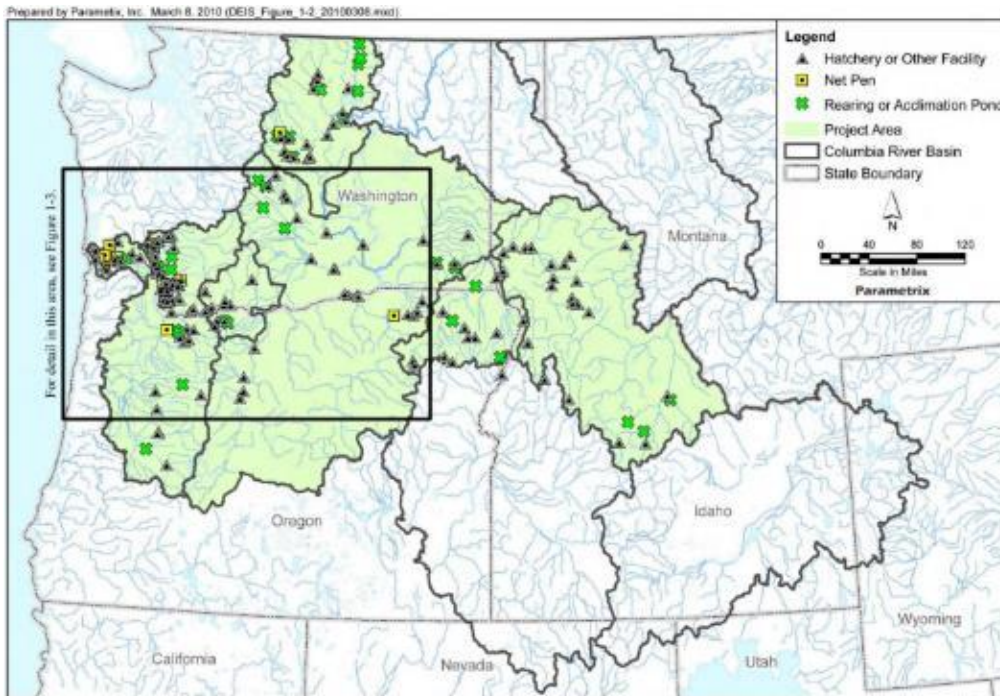 Prepared by Parametrix, Inc. March 8, 2010 (DEIS_Figure_1-2_20100308.mxd).
Legend
Hatchery or Other Facility
Net Pen
Rearing or Acclimation Pond
Project Area
Columbia River Basin
State Boundary
N
0 40 80 120
Scale in Miles
Parametrix
For detail in this area, see Figure 1-3.
Washington
Montana
Oregon
Idaho
Wyoming
California
Nevada
Utah